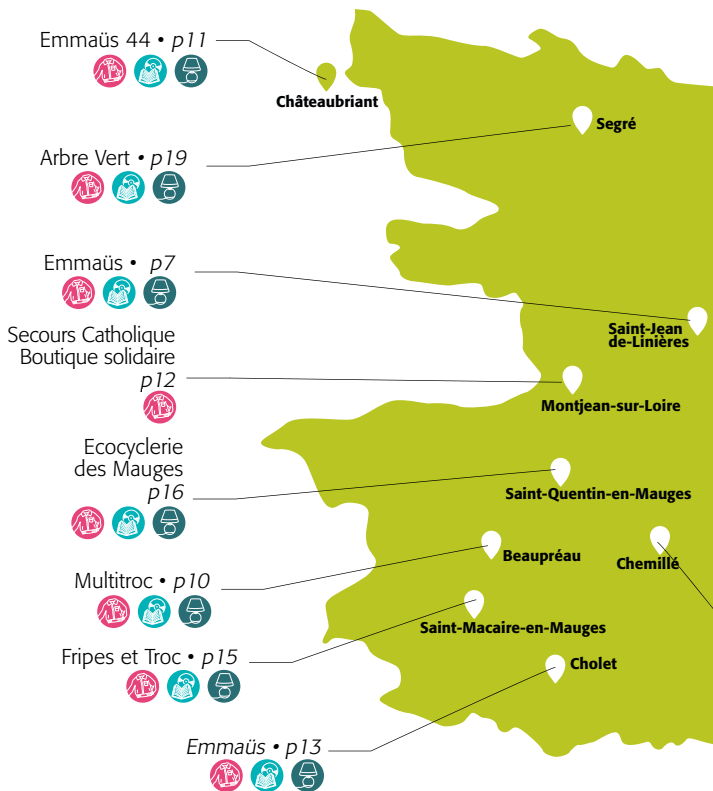 Emmaüs 44 • p11
Châteaubriant
Segré
Arbre Vert • p19
Emmaüs • p7
Saint-Jean
de-Linières
Secours Catholique
Boutique solidaire
p12
Montjean-sur-Loire
Ecocyclerie
des Mauges
p16
Saint-Quentin-en-Mauges
Beaupréau
Chemillé
Multitroc • p10
Saint-Macaire-en-Mauges
Fripes et Troc • p15
Cholet
Emmaüs • p13